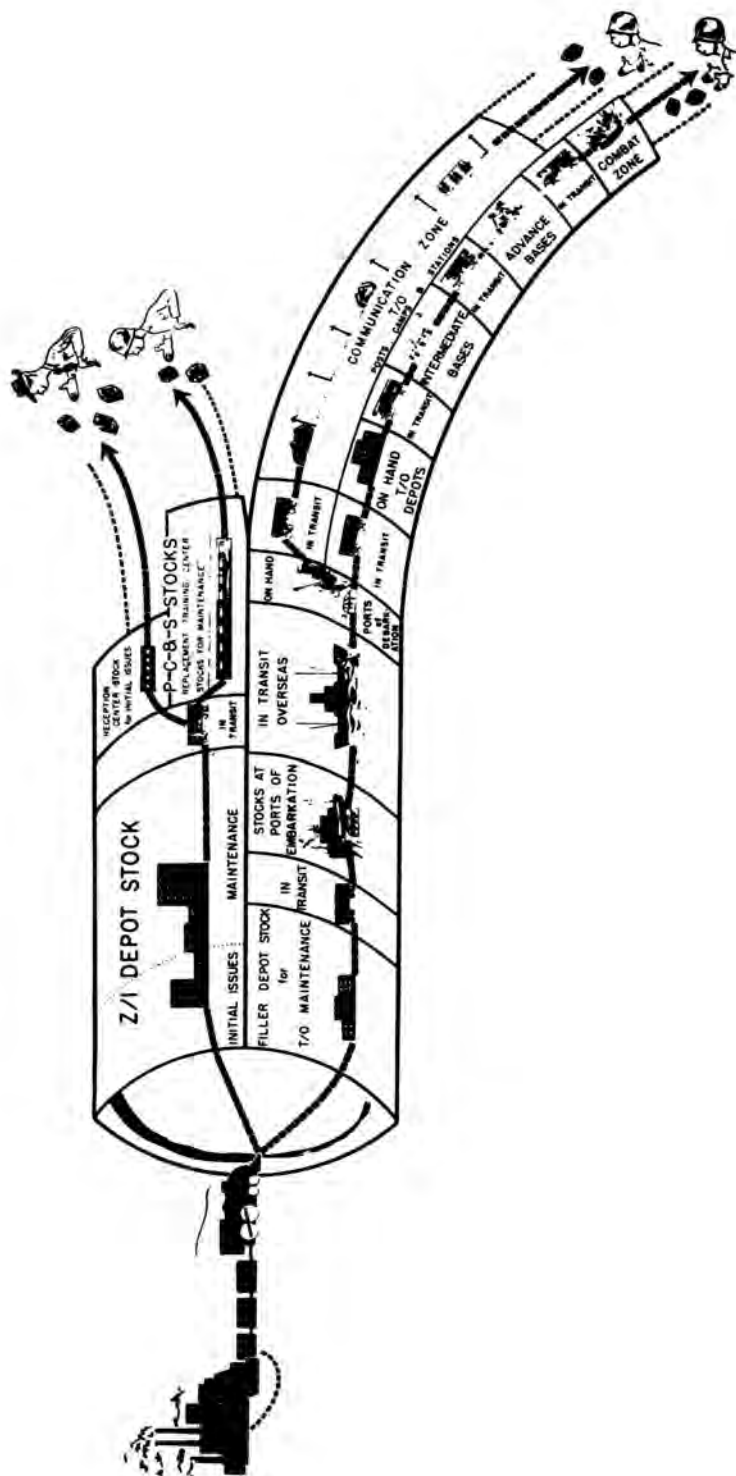 Z/I DEPOT STOCK
INITIAL ISSUES
MAINTENANCE
IN
TRANSIT
RECEPTION
CENTER STOCK
for INITIAL ISSUES
P-C-&-S-STOCKS
REPLACEMENT TRAINING CENTER
STOCKS FOR MAINTENANCE
FILLER DEPOT STOCK
for
T/O MAINTENANCE
IN
TRANSIT
STOCKS AT
PORTS OF
EMBARKATION
IN TRANSIT
OVERSEAS
ON HAND
PORTS
of
DEBARK-
ATION
IN TRANSIT
IN TRANSIT
COMMUNICATION ZONE
T/O
POSTS CAMPS & STATIONS
ON HAND
T/O
DEPOTS
IN TRANSIT
INTERMEDIATE
BASES
IN TRANSIT
ADVANCE
BASES
IN TRANSIT
COMBAT
ZONE